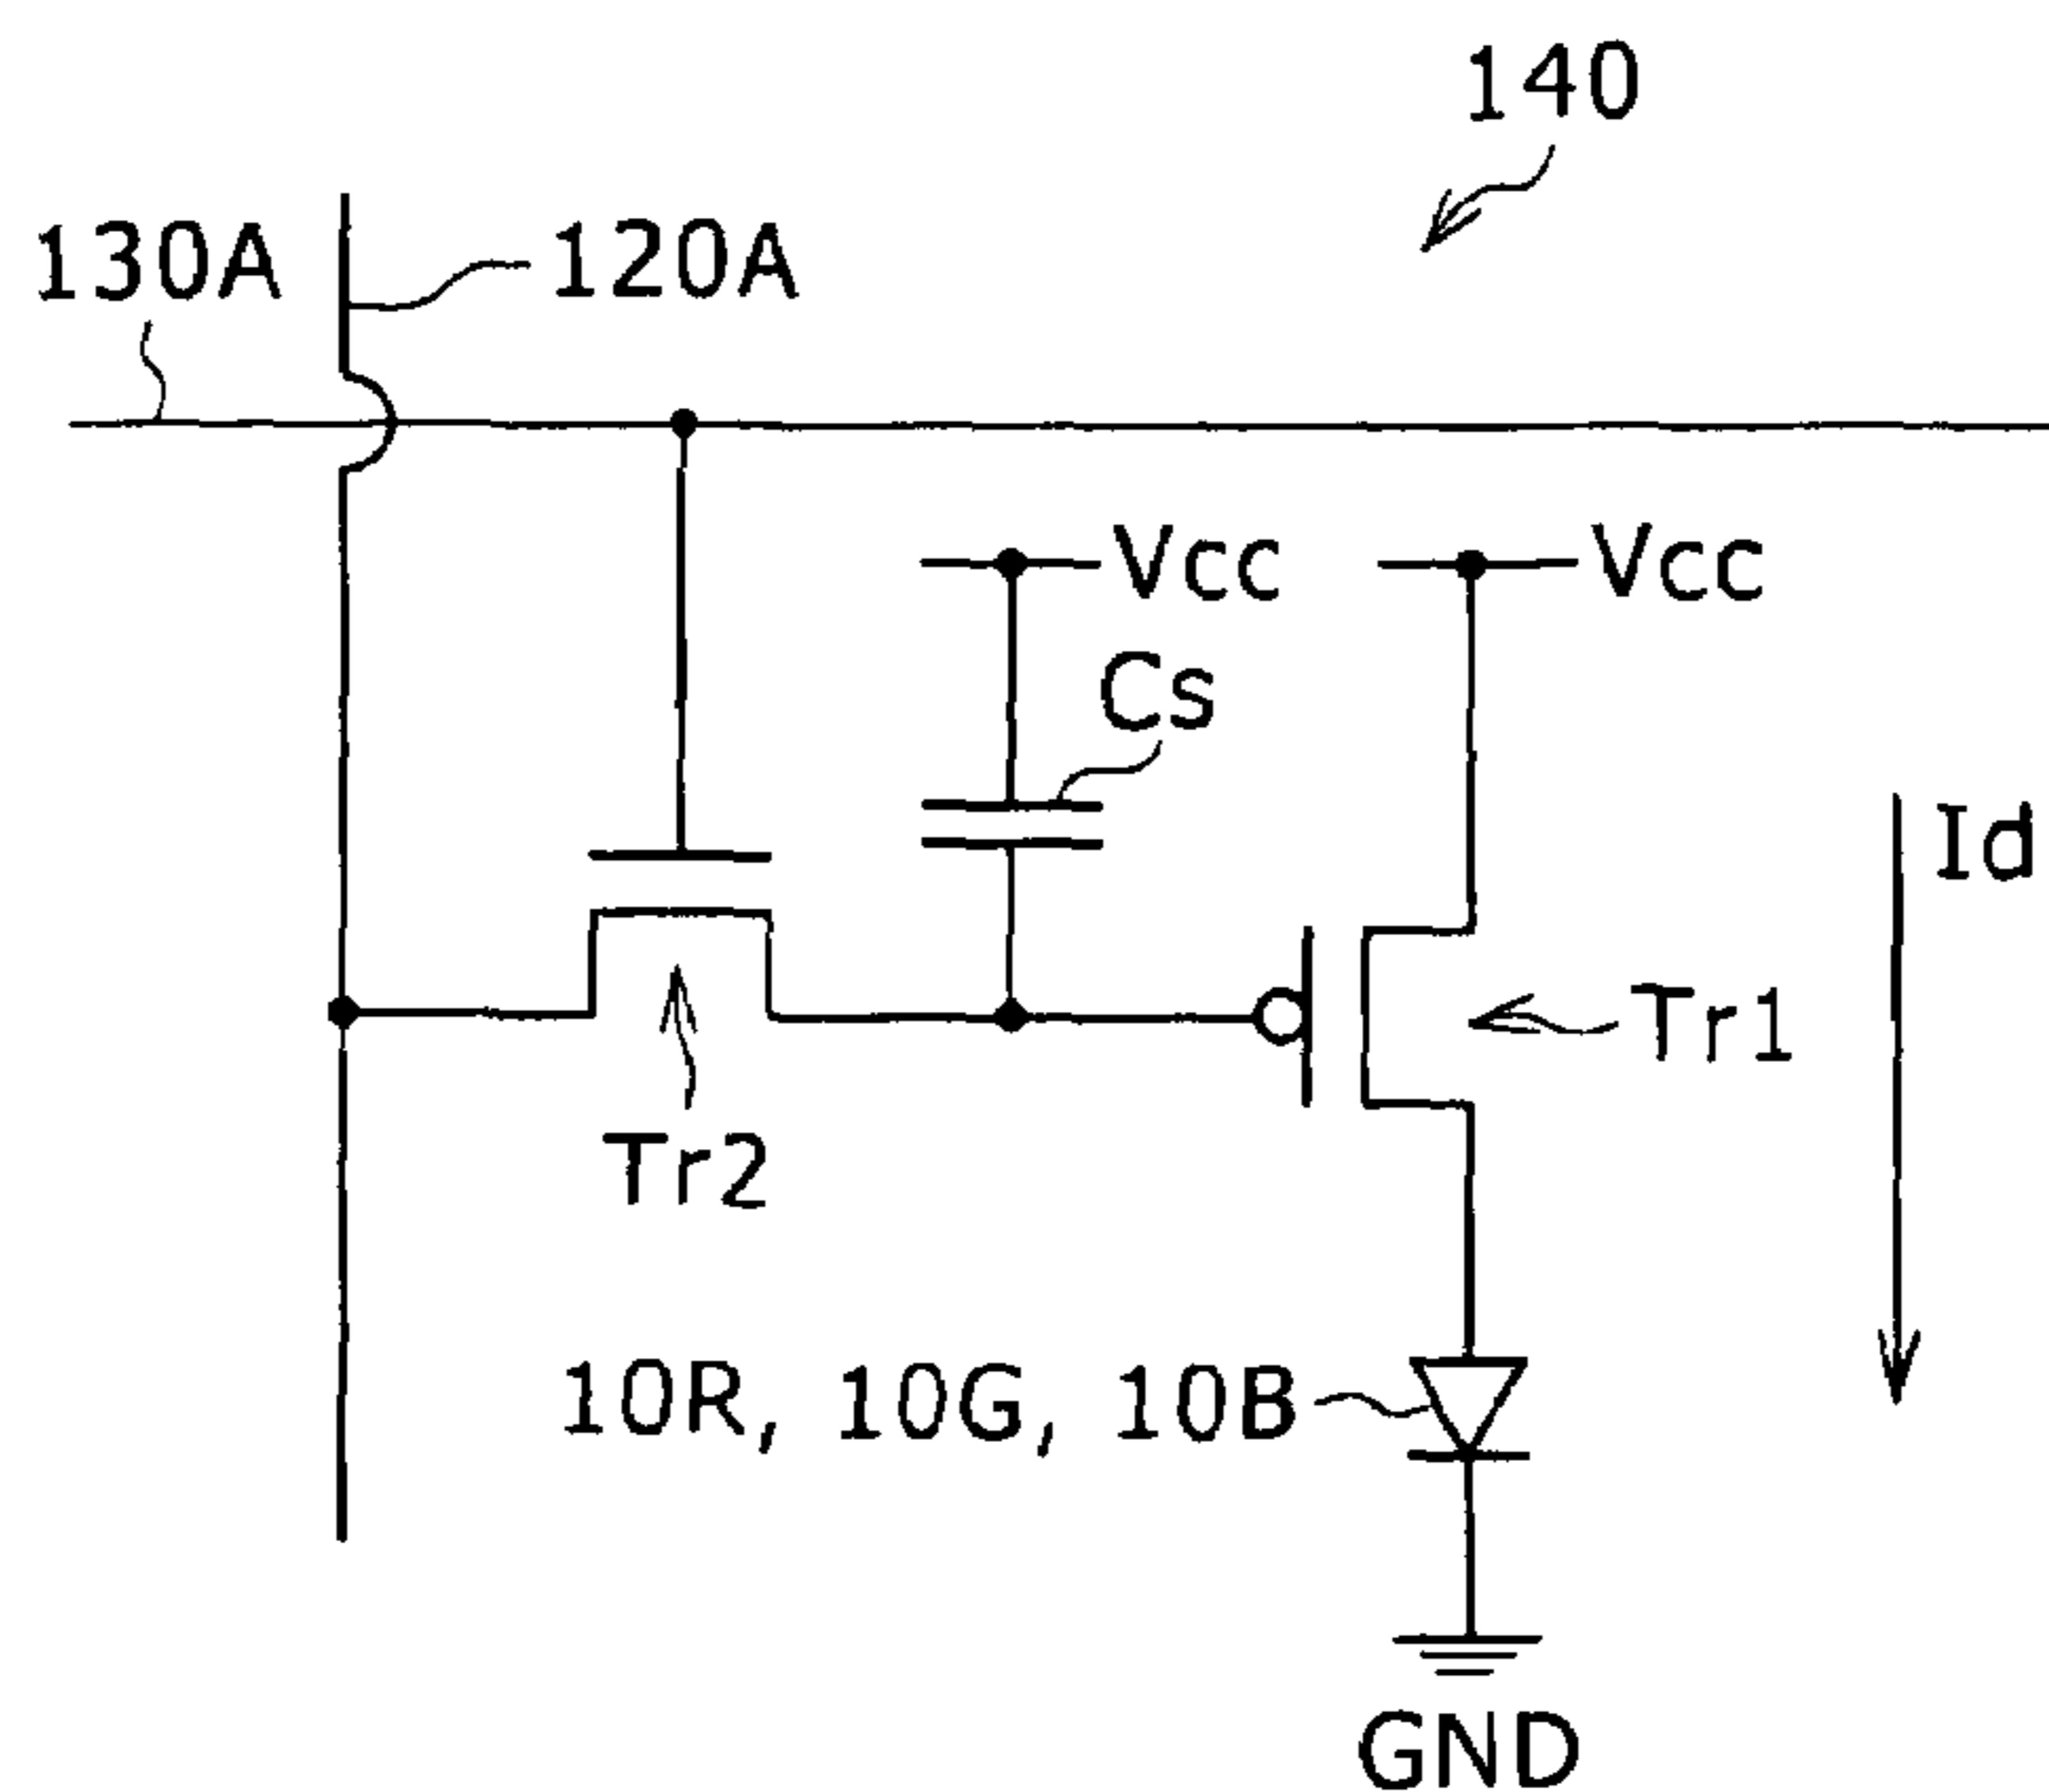 140
130A
120A
Vcc
Vcc
Cs
Id
Tr1
Tr2
10R, 10G, 10B
GND